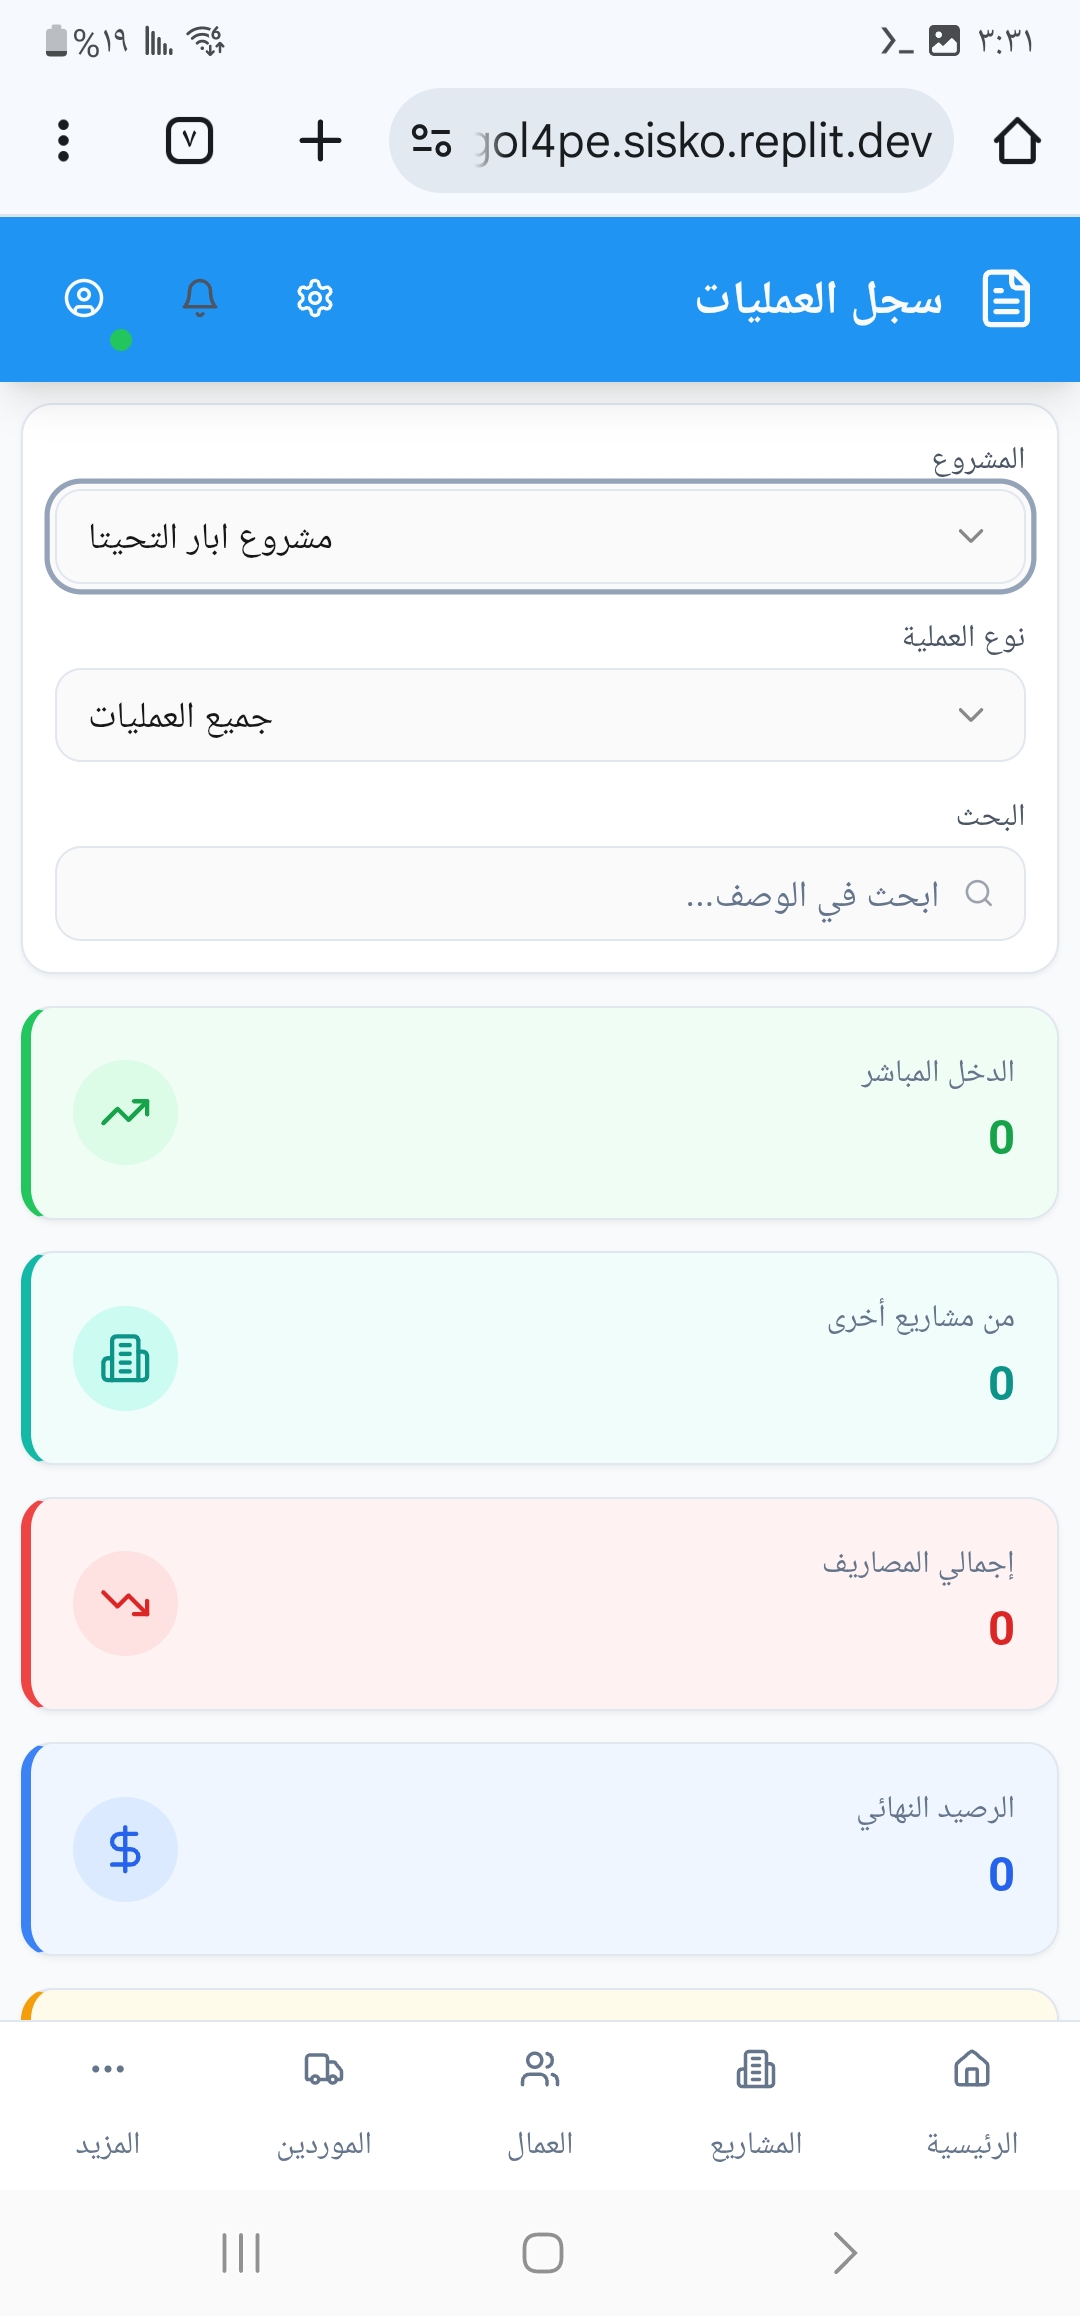 ٣:٣١
%١٩
6
٧
gol4pe.sisko.replit.dev
سجل العمليات
المشروع
مشروع ابار التحيتا
نوع العملية
جميع العمليات
البحث
ابحث في الوصف...
الدخل المباشر
0
من مشاريع أخرى
0
إجمالي المصاريف
0
الرصيد النهائي
0
الرئيسية
المشاريع
العمال
الموردين
المزيد